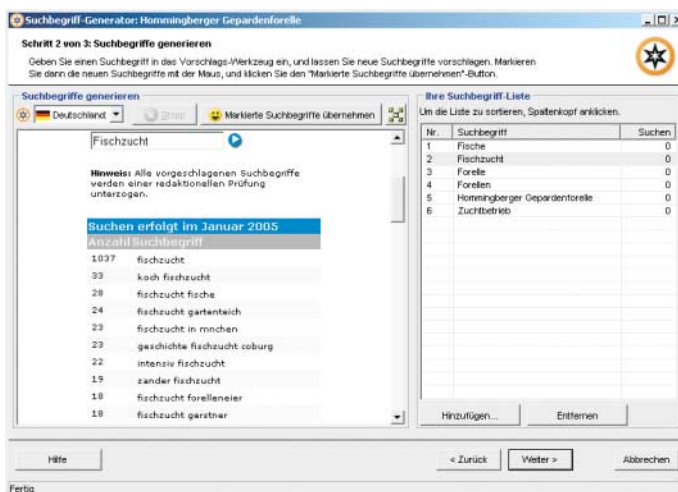 Suchbegriff-Generator: Hommingberger Gepardenforelle
Schritt 2 von 3: Suchbegriffe generieren
Geben Sie einen Suchbegriff in das Vorschlags-Werkzeug ein, und lassen Sie neue Suchbegriffe vorschlagen. Markieren
Sie dann die neuen Suchbegriffe mit der Maus, und klicken Sie den "Markierte Suchbegriffe übernehmen"-Button.
Suchbegriffe generieren
Deutschland
Stopp
Markierte Suchbegriffe übernehmen
Fischzucht
Hinweis: Alle vorgeschlagenen Suchbegriffe
werden einer redaktionellen Prüfung
unterzogen.
Suchen erfolgt im Januar 2005
Anzahl Suchbegriff
1037 fischzucht
33 koch fischzucht
28 fischzucht fische
24 fischzucht gartenteich
23 fischzucht in mnchen
23 geschichte fischzucht coburg
22 intensiv fischzucht
19 zander fischzucht
18 fischzucht forelleneier
18 fischzucht gerstner
Ihre Suchbegriff-Liste
Um die Liste zu sortieren, Spaltenkopf anklicken.
Nr. Suchbegriff Suchen
1 Fische 0
2 Fischzucht 0
3 Forelle 0
4 Forellen 0
5 Hommingberger Gepardenforelle 0
6 Zuchtbetrieb 0
Hinzufügen... Entfernen
Hilfe
< Zurück Weiter > Abbrechen
Fertig